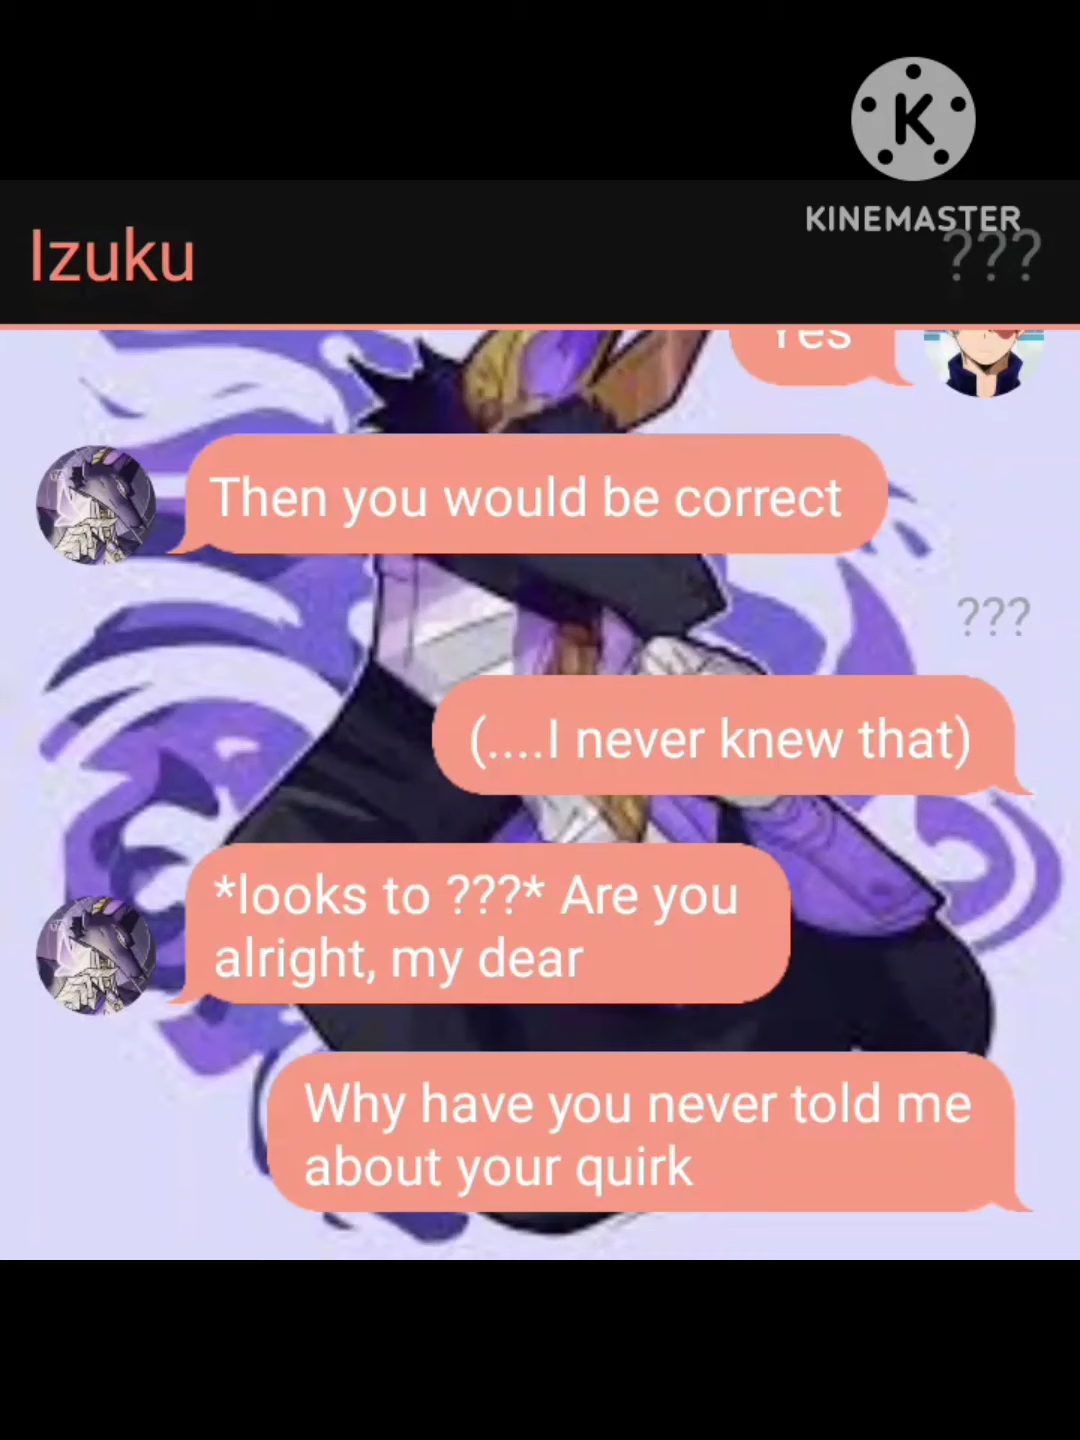 K
KINEMASTER
Izuku
???
Yes
Then you would be correct
???
(....I never knew that)
*looks to ???* Are you
alright, my dear
Why have you never told me
about your quirk